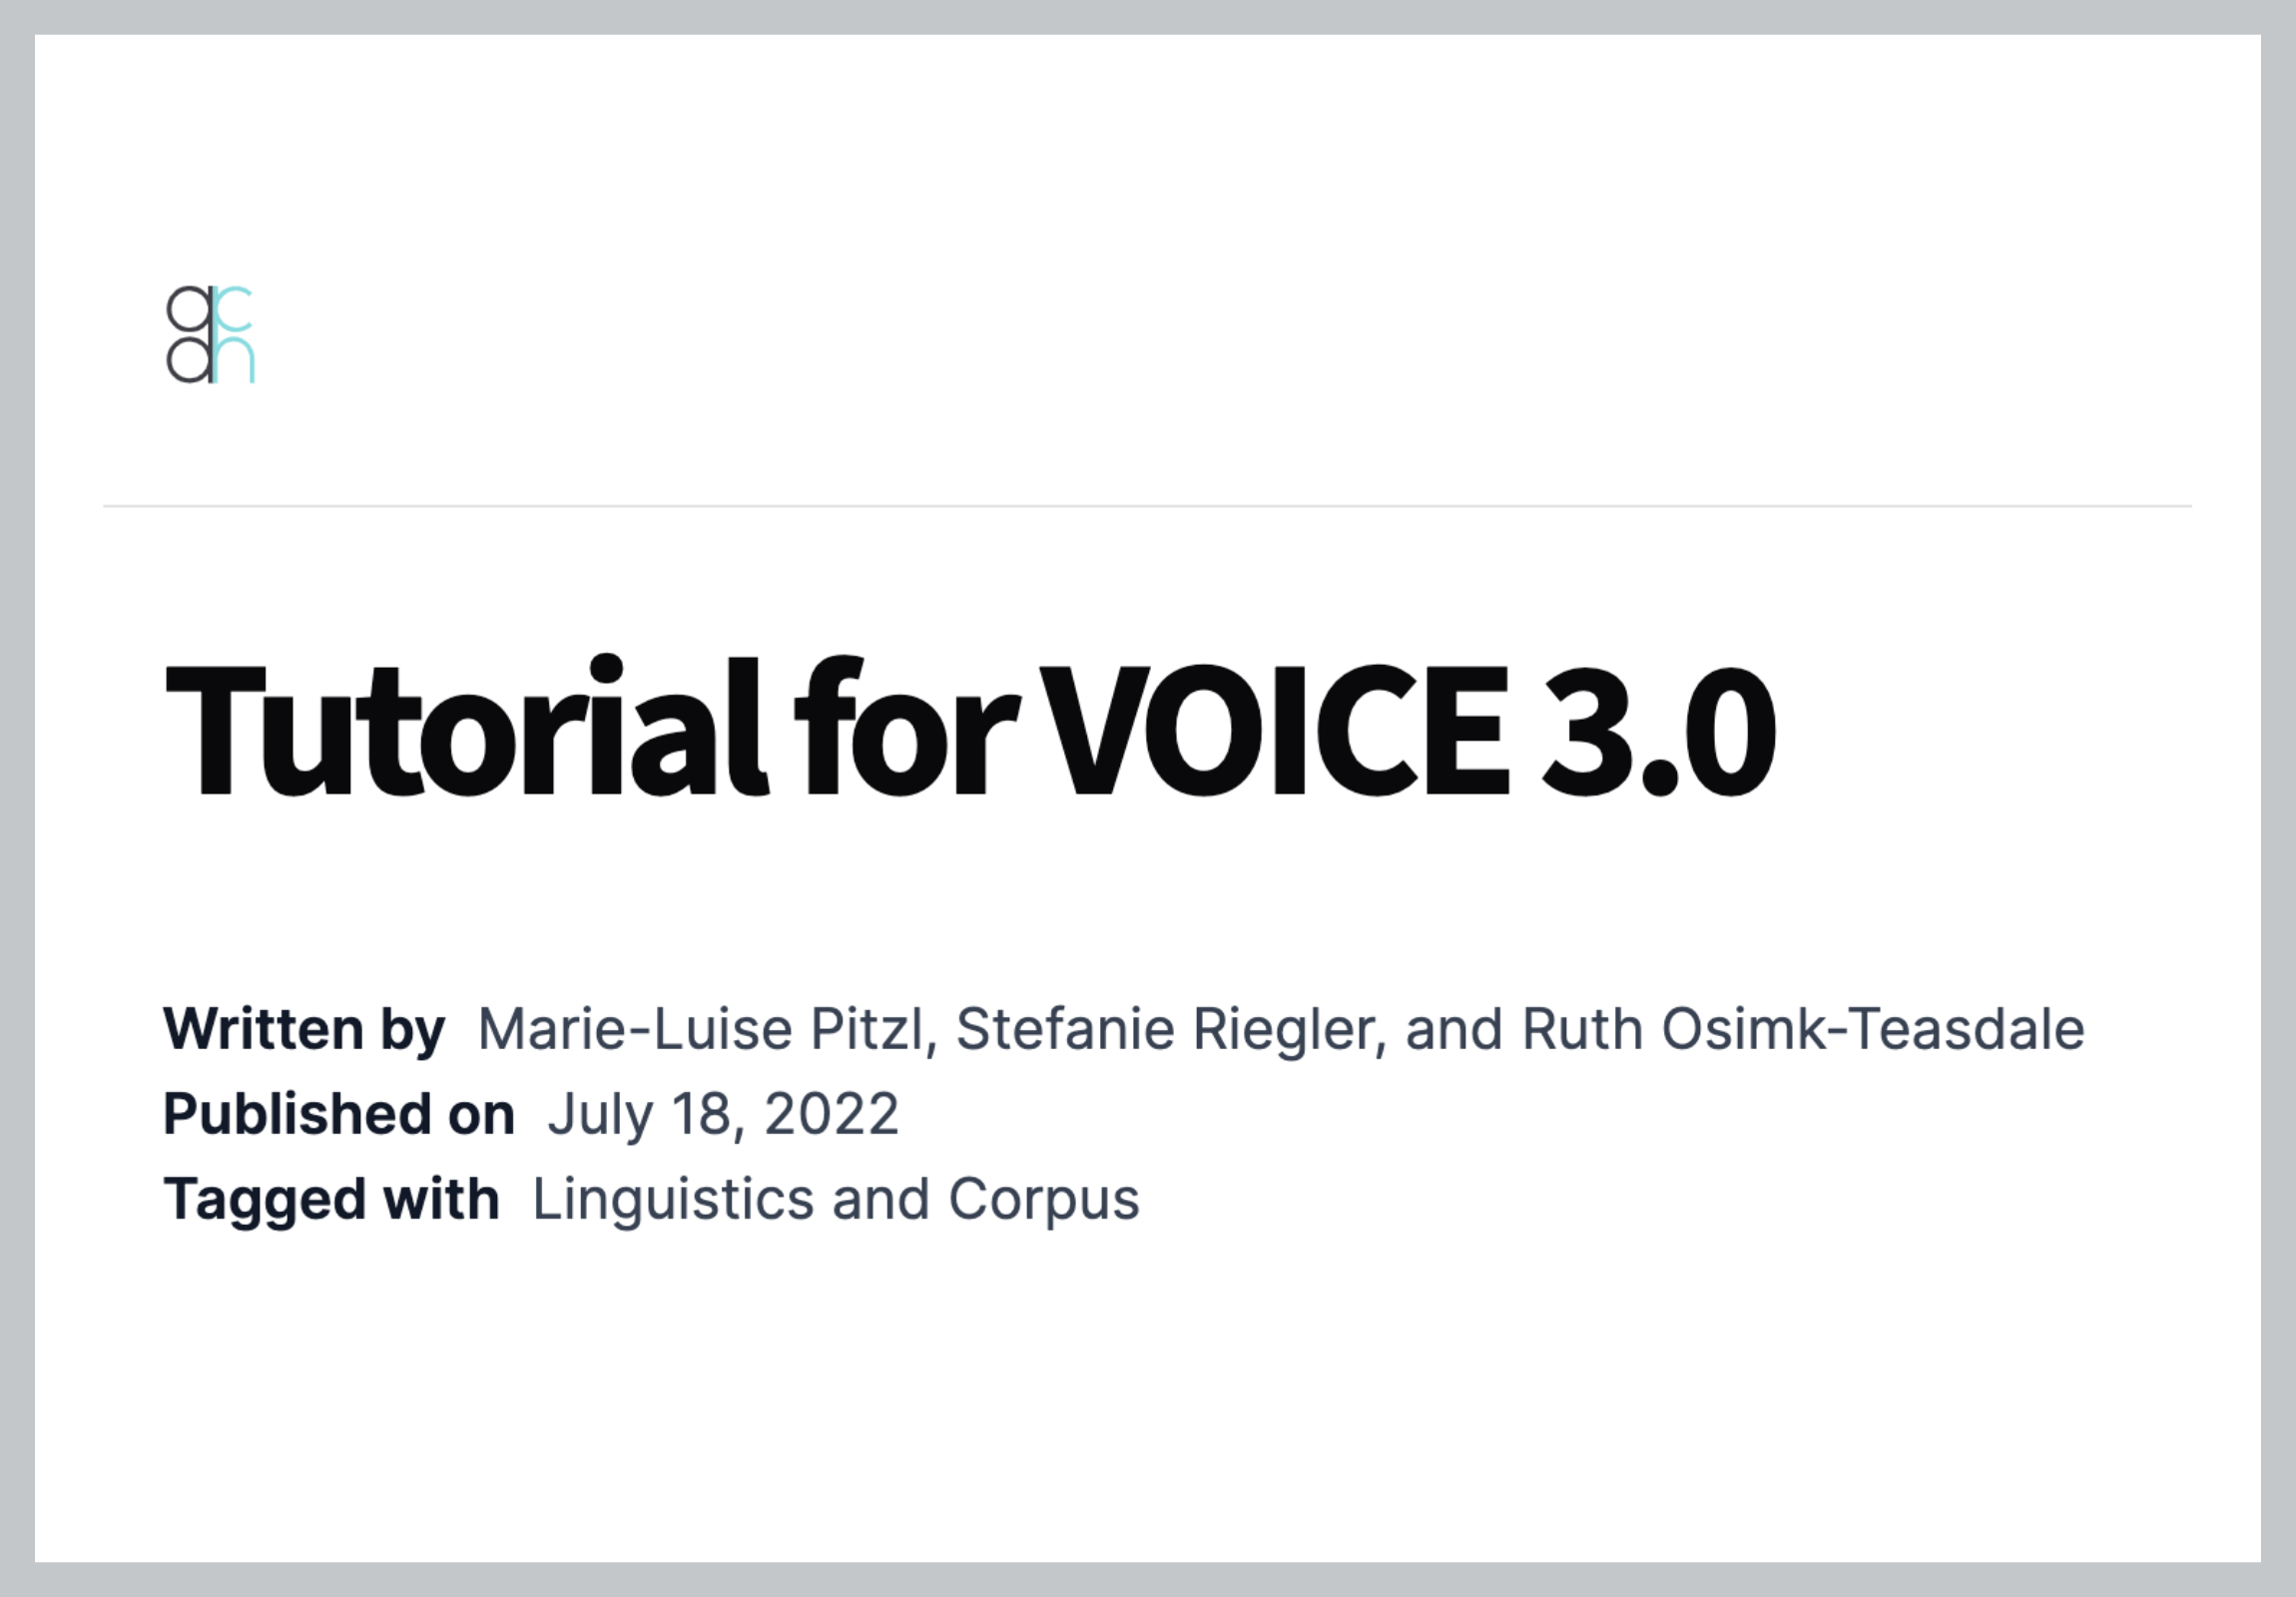 ac
dh
Tutorial for VOICE 3.0
Written by Marie-Luise Pitzl, Stefanie Riegler, and Ruth Osimk-Teasdale
Published on July 18, 2022
Tagged with Linguistics and Corpus